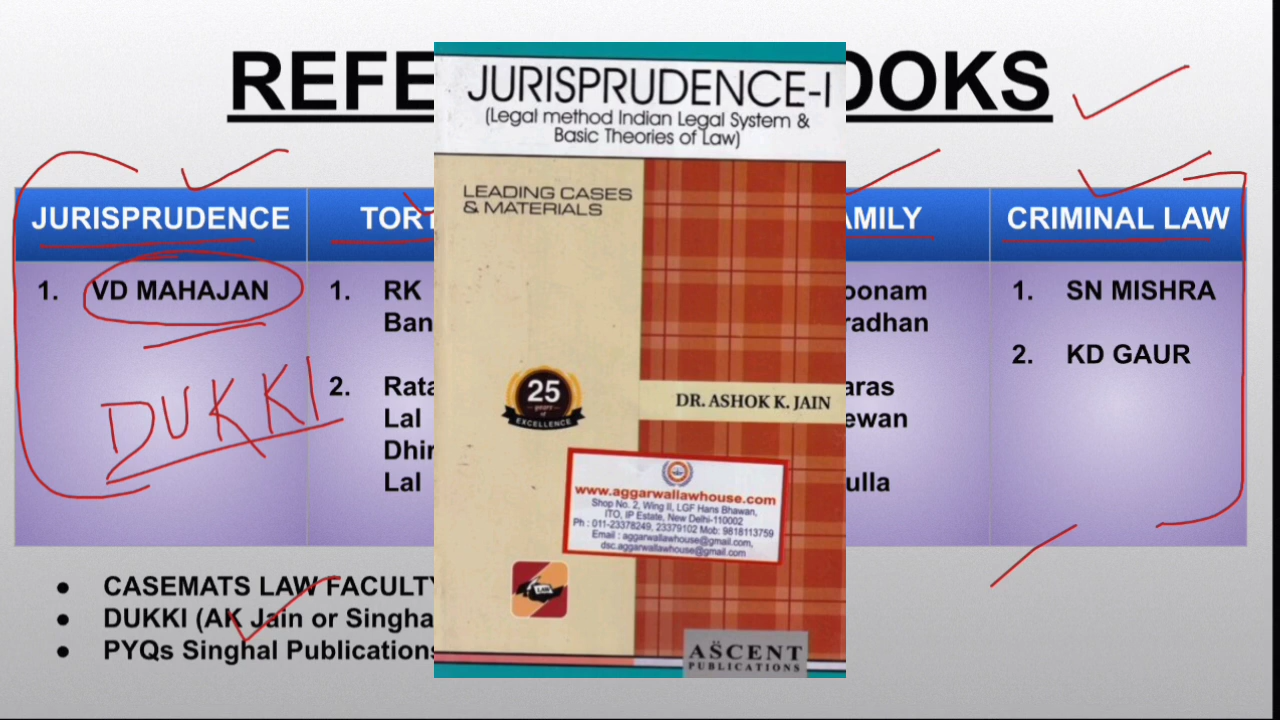 REFE OOKS
JURISPRUDENCE-I
(Legal method Indian Legal System &
Basic Theories of Law)
LEADING CASES
& MATERIALS
25
years
of
EXCELLENCE
DR. ASHOK K. JAIN
www.aggarwallawhouse.com
Shop No. 2, Wing II, LGF Hans Bhawan,
ITO, IP Estate, New Delhi-110002
Ph : 011-23378249, 23379102 Mob: 9818113759
Email : aggarwallawhouse@gmail.com,
dsc.aggarwallawhouse@gmail.com
LAW
ASCENT
PUBLICATIONS
JURISPRUDENCE
1. VD MAHAJAN
DUKKI
TORT
1. RK
Ban
2. Rata
Lal
Dhir
Lal
AMILY
oonam
radhan
aras
ewan
ulla
CRIMINAL LAW
1. SN MISHRA
2. KD GAUR
● CASEMATS LAW FACULTY
● DUKKI (AK Jain or Singha
● PYQs Singhal Publications